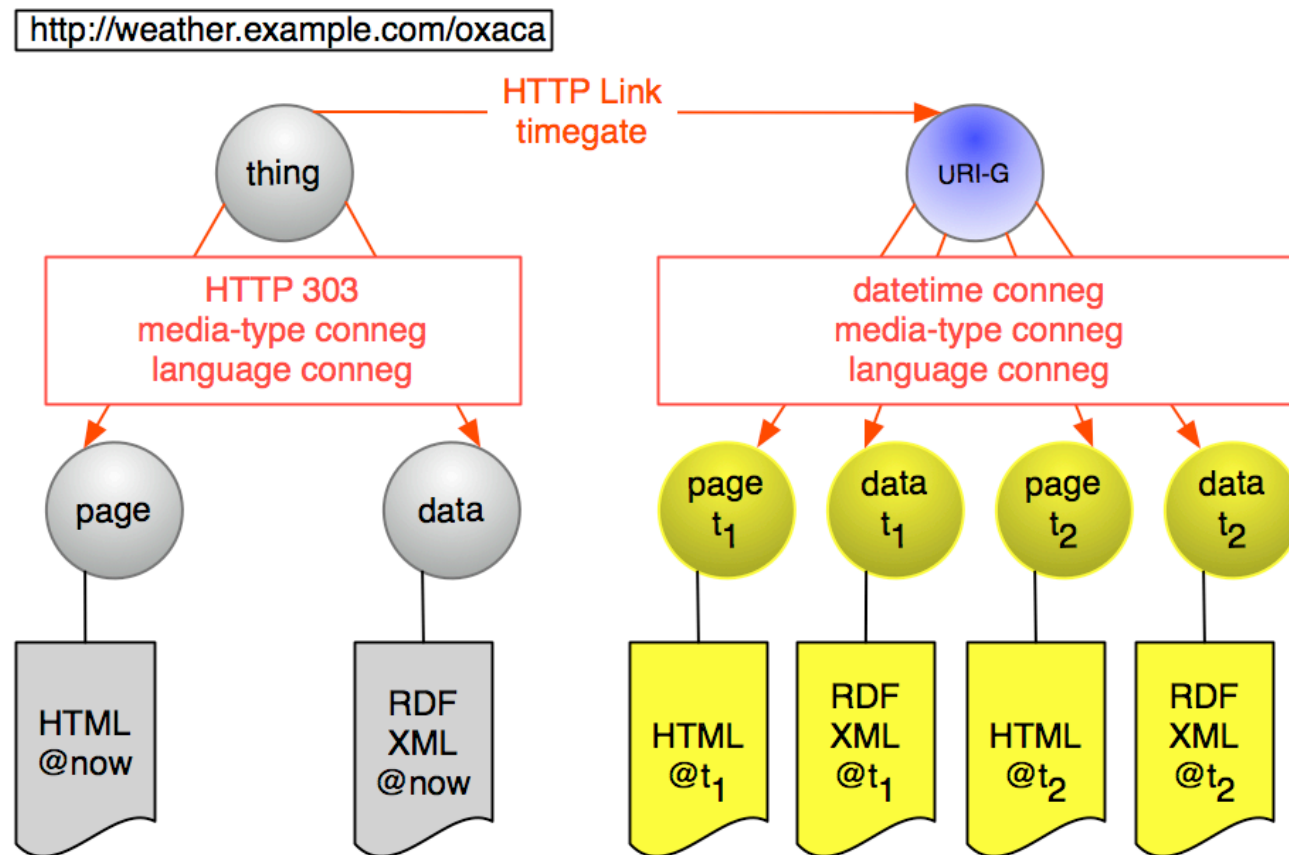 http://weather.example.com/oxaca
HTTP Link
timegate
thing
URI-G
HTTP 303
media-type conneg
language conneg
datetime conneg
media-type conneg
language conneg
page
data
page
t1
data
t1
page
t2
data
t2
HTML
@now
RDF
XML
@now
HTML
@t1
RDF
XML
@t1
HTML
@t2
RDF
XML
@t2